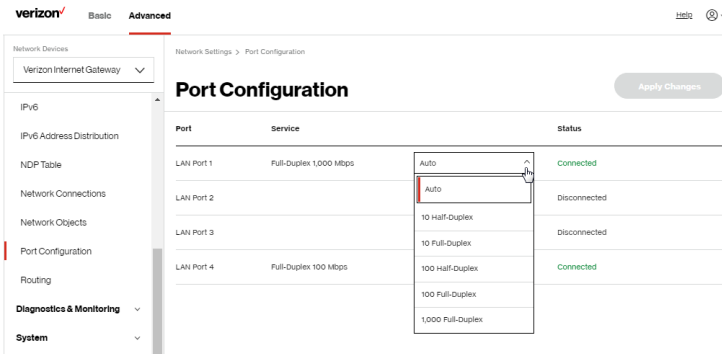 verizon✓ Basic Advanced Help
Network Devices
Verizon Internet Gateway
IPv6
IPv6 Address Distribution
NDP Table
Network Connections
Network Objects
Port Configuration
Routing
Diagnostics & Monitoring
System
Network Settings > Port Configuration
Port Configuration
Apply Changes
Port Service Status
LAN Port 1 Full-Duplex 1,000 Mbps Auto Connected
Auto
LAN Port 2 Disconnected
10 Half-Duplex
LAN Port 3 Disconnected
10 Full-Duplex
LAN Port 4 Full-Duplex 100 Mbps Connected
100 Half-Duplex
100 Full-Duplex
1,000 Full-Duplex